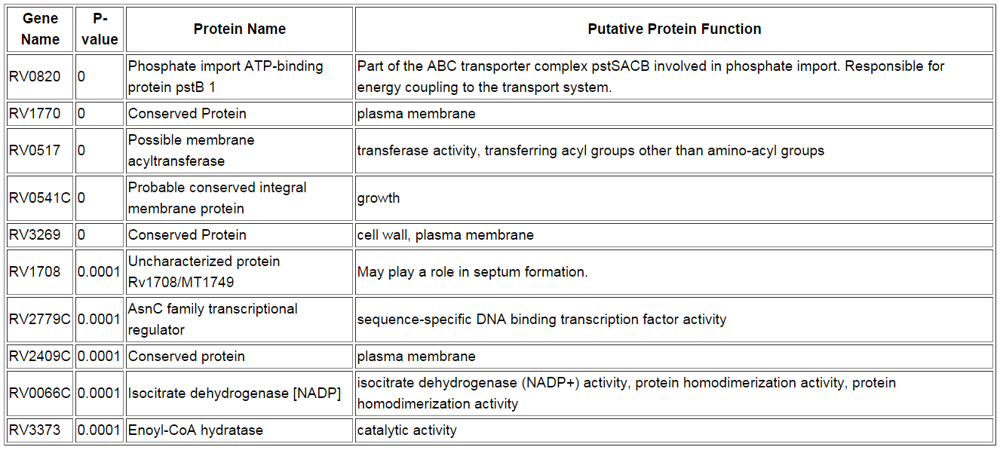 Gene Name P-value Protein Name Putative Protein Function
RV0820 0 Phosphate import ATP-binding protein pstB 1 Part of the ABC transporter complex pstSACB involved in phosphate import. Responsible for energy coupling to the transport system.
RV1770 0 Conserved Protein plasma membrane
RV0517 0 Possible membrane acyltransferase transferase activity, transferring acyl groups other than amino-acyl groups
RV0541C 0 Probable conserved integral membrane protein growth
RV3269 0 Conserved Protein cell wall, plasma membrane
RV1708 0.0001 Uncharacterized protein Rv1708/MT1749 May play a role in septum formation.
RV2779C 0.0001 AsnC family transcriptional regulator sequence-specific DNA binding transcription factor activity
RV2409C 0.0001 Conserved protein plasma membrane
RV0066C 0.0001 Isocitrate dehydrogenase [NADP] isocitrate dehydrogenase (NADP+) activity, protein homodimerization activity, protein homodimerization activity
RV3373 0.0001 Enoyl-CoA hydratase catalytic activity